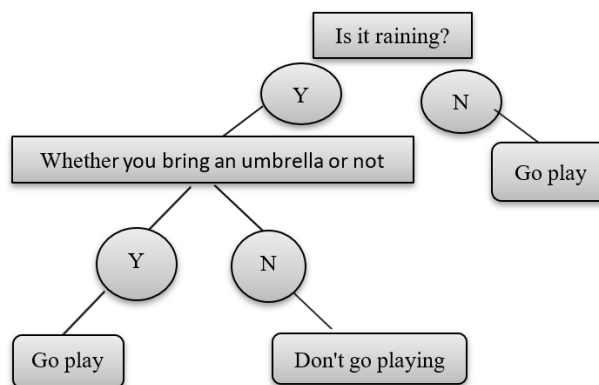 Is it raining?
Y
N
Whether you bring an umbrella or not
Go play
Y
N
Go play
Don't go playing